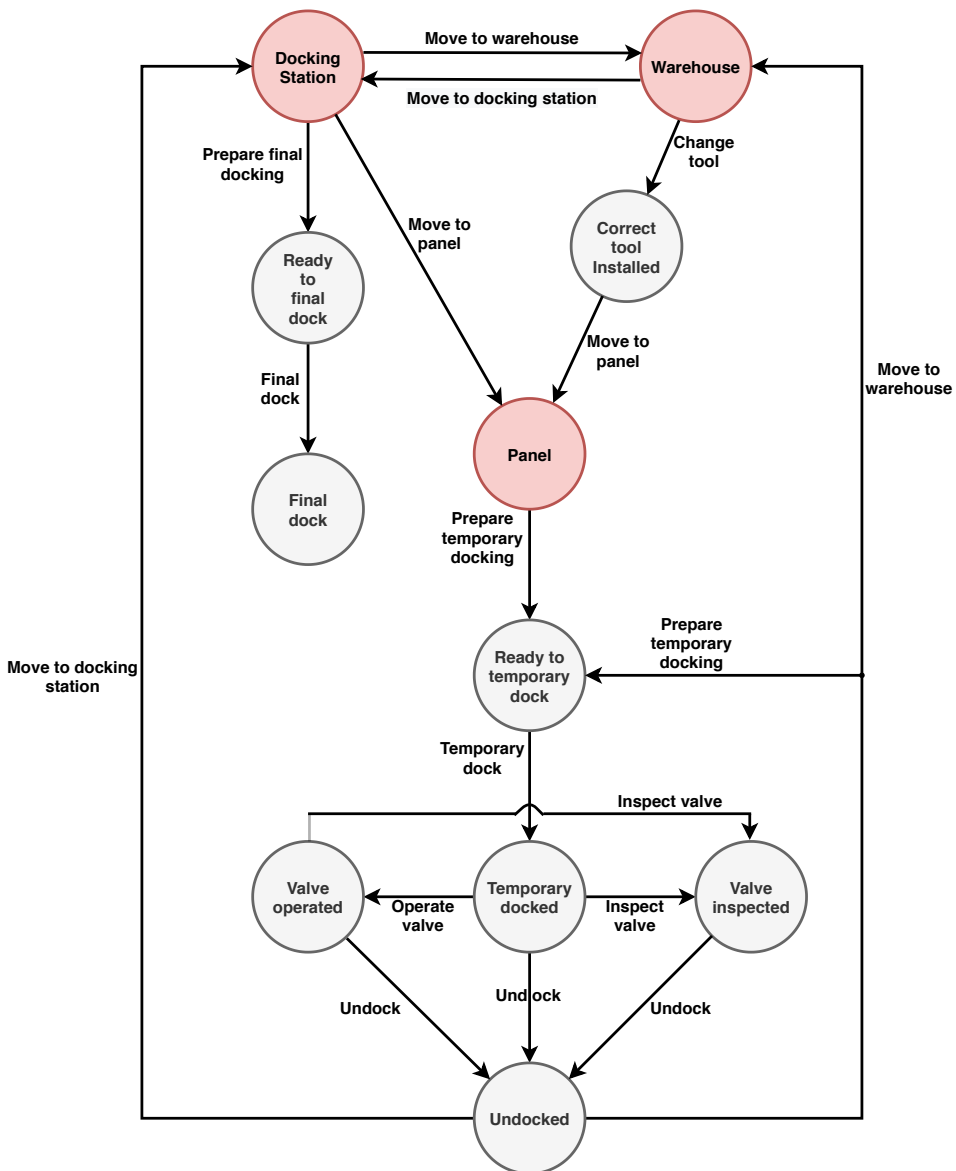 Move to warehouse
Docking
Station
Warehouse
Move to docking station
Prepare final
docking
Change
tool
Move to
panel
Correct
tool
Installed
Ready
to
final
dock
Move to
panel
Move to
warehouse
Final
dock
Panel
Final
dock
Prepare
temporary
docking
Prepare
temporary
docking
Ready to
temporary
dock
Move to docking
station
Temporary
dock
Inspect valve
Valve
operated
Operate
valve
Temporary
docked
Inspect
valve
Valve
inspected
Undock
Undock
Undock
Undocked